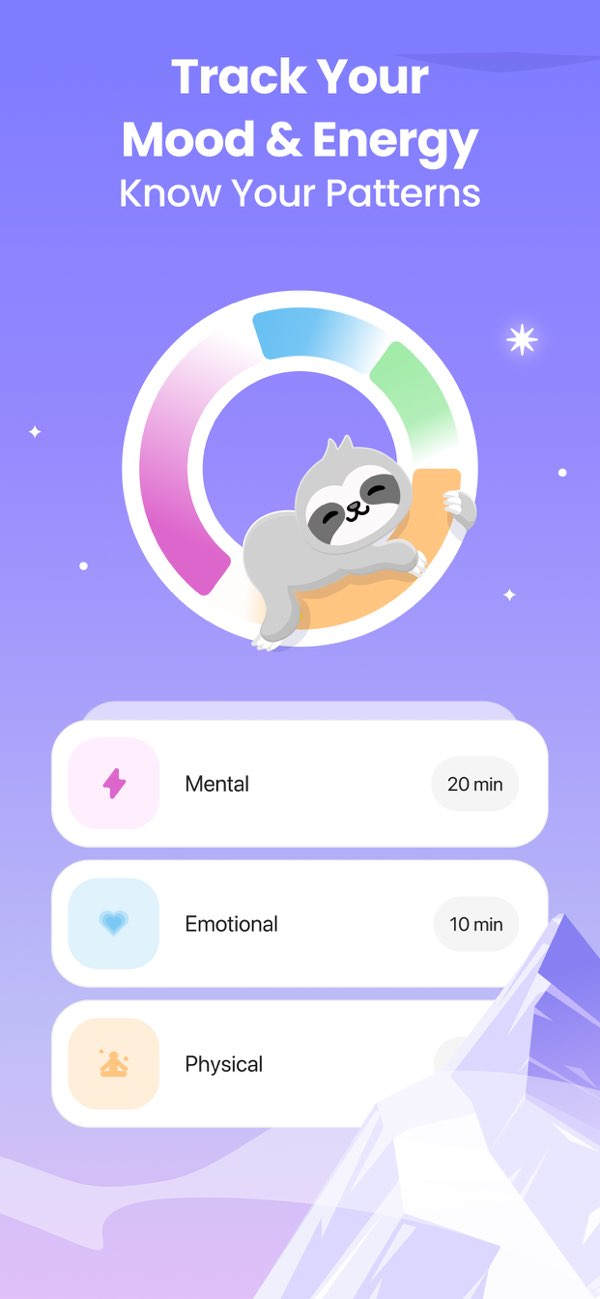 Track Your
Mood & Energy
Know Your Patterns
Mental
20 min
Emotional
10 min
Physical